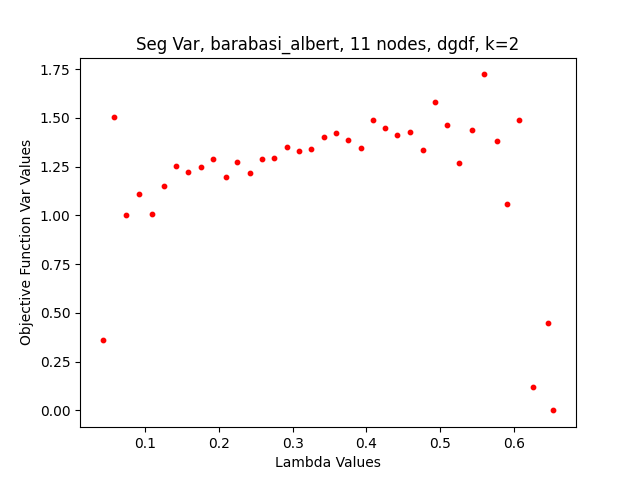 Seg Var, barabasi_albert, 11 nodes, dgdf, k=2
Objective Function Var Values
1.75
1.50
1.25
1.00
0.75
0.50
0.25
0.00
0.1 0.2 0.3 0.4 0.5 0.6
Lambda Values